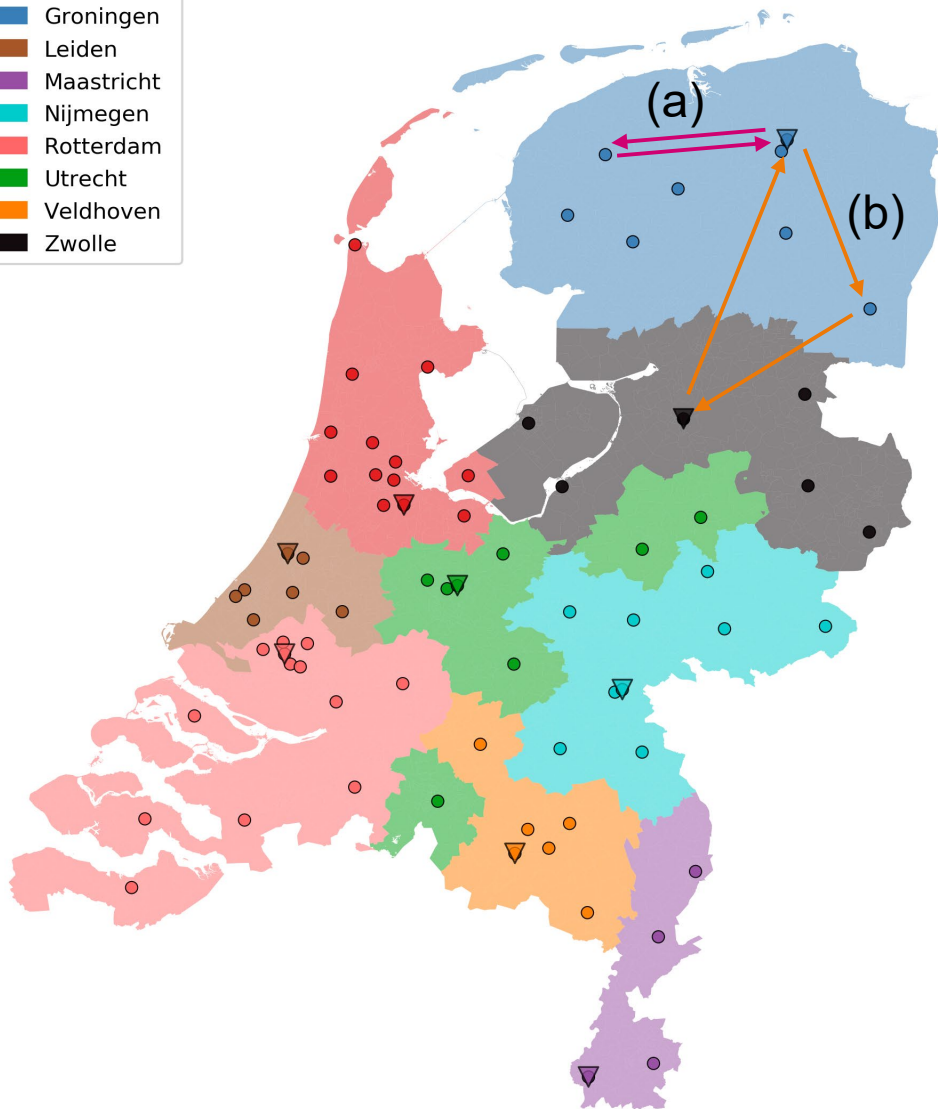 Groningen
Leiden
Maastricht
Nijmegen
Rotterdam
Utrecht
Veldhoven
Zwolle
(a)
(b)